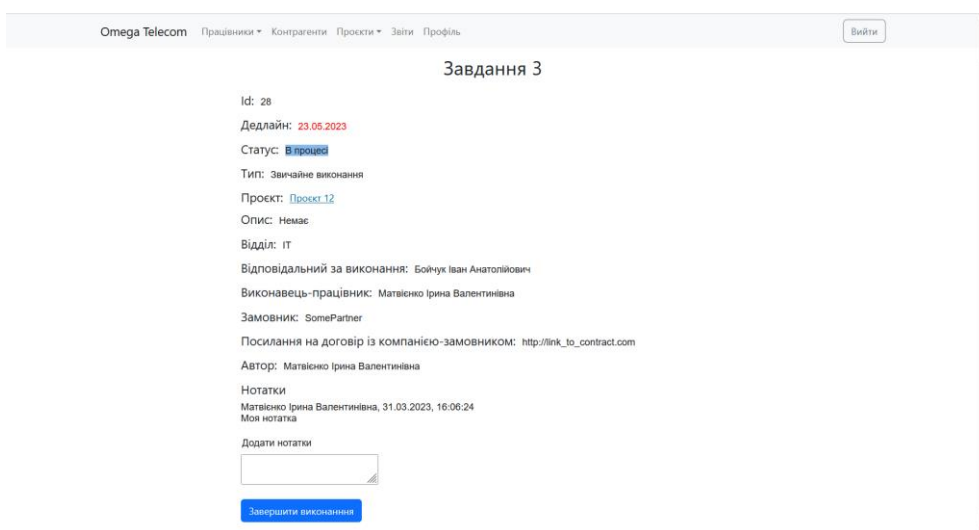 Omega Telecom Працівники Контрагенти Проєкти Звіти Профіль Вийти
Завдання 3
Id: 28
Дедлайн: 23.05.2023
Статус: В процесі
Тип: Звичайне виконання
Проєкт: Проєкт 12
Опис: Немає
Відділ: IT
Відповідальний за виконання: Бойчук Іван Анатолійович
Виконавець-працівник: Матвієнко Ірина Валентинівна
Замовник: SomePartner
Посилання на договір із компанією-замовником: http://link_to_contract.com
Автор: Матвієнко Ірина Валентинівна
Нотатки
Матвієнко Ірина Валентинівна, 31.03.2023, 16:06:24
Моя нотатка
Додати нотатки
Завершити виконанння